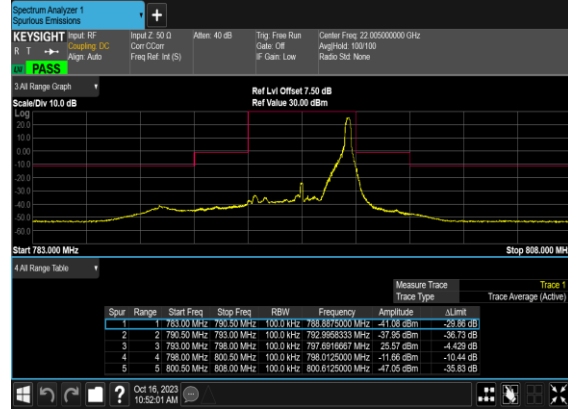 Spectrum Analyzer 1
Spurious Emissions
KEYSIGHT Input: RF Input Z: 50 Ω Atten: 40 dB Trig: Free Run Center Freq: 22.005000000 GHz
R T Coupling: DC Corr CCorr Gate: Off Avg|Hold: 100/100
Align: Auto Freq Ref: Int (S) IF Gain: Low Radio Std: None
PASS
3 All Range Graph
Ref Lvl Offset 7.50 dB
Scale/Div 10.0 dB Ref Value 30.00 dBm
Log
20.0
10.0
0.00
-10.0
-20.0
-30.0
-40.0
-50.0
-60.0
Start 783.000 MHz Stop 808.000 MH
4 All Range Table
Measure Trace Trace 1
Trace Type Trace Average (Active)
Spur Range Start Freq Stop Freq RBW Frequency Amplitude ΔLimit
1 1 783.00 MHz 790.50 MHz 100.0 kHz 788.8875000 MHz -41.08 dBm -29.86 dB
2 2 790.50 MHz 793.00 MHz 100.0 kHz 792.9958333 MHz -37.95 dBm -36.73 dB
3 3 793.00 MHz 798.00 MHz 100.0 kHz 797.6916667 MHz 25.57 dBm -4.429 dB
4 4 798.00 MHz 800.50 MHz 100.0 kHz 798.0125000 MHz -11.66 dBm -10.44 dB
5 5 800.50 MHz 808.00 MHz 100.0 kHz 800.6125000 MHz -47.05 dBm -35.83 dB
? Oct 16, 2023
10:52:01 AM